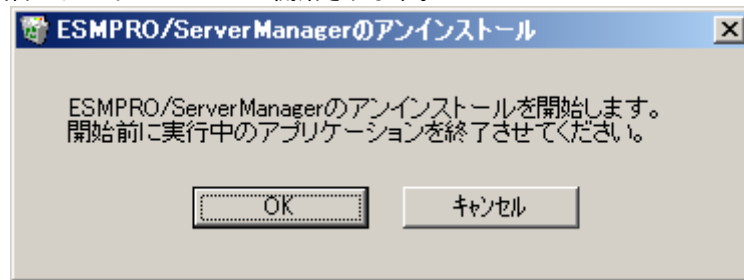 ESMPRO/ServerManagerのアンインストール
ESMPRO/ServerManagerのアンインストールを開始します。
開始前に実行中のアプリケーションを終了させてください。
OK
キャンセル